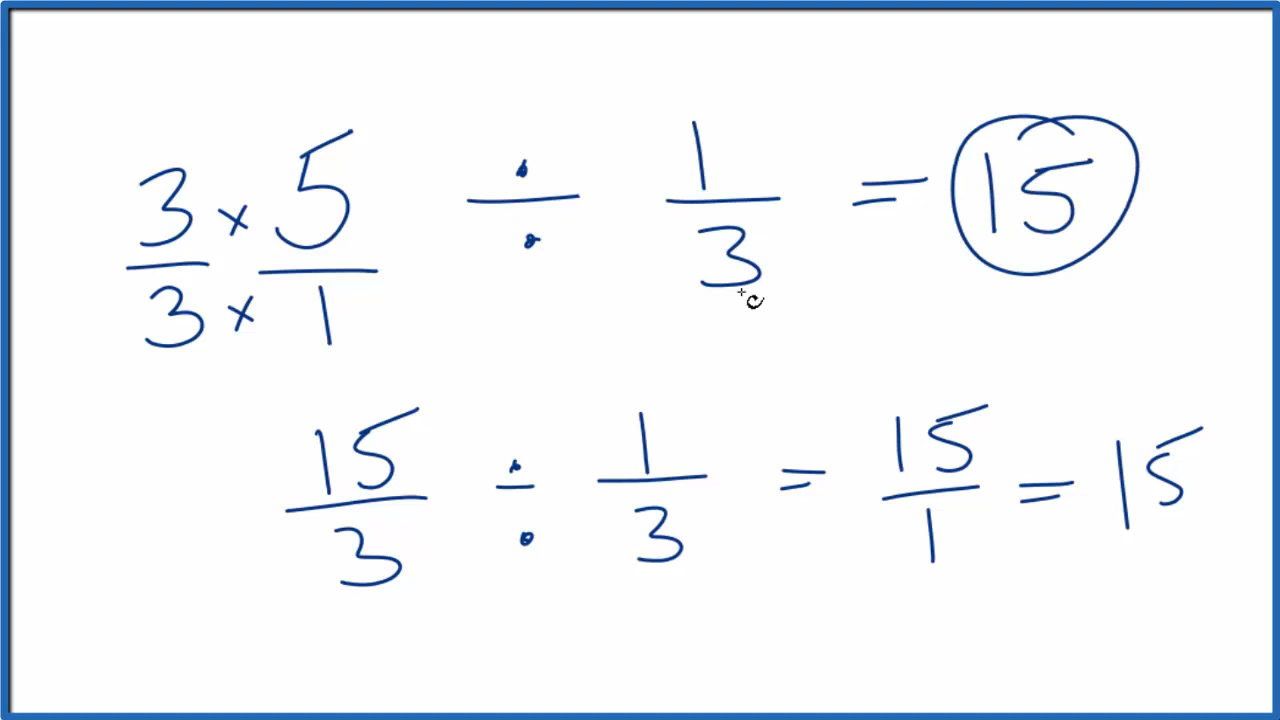 3/3 × 5/1 ÷ 1/3 = 15
15/3 ÷ 1/3 = 15/1 = 15